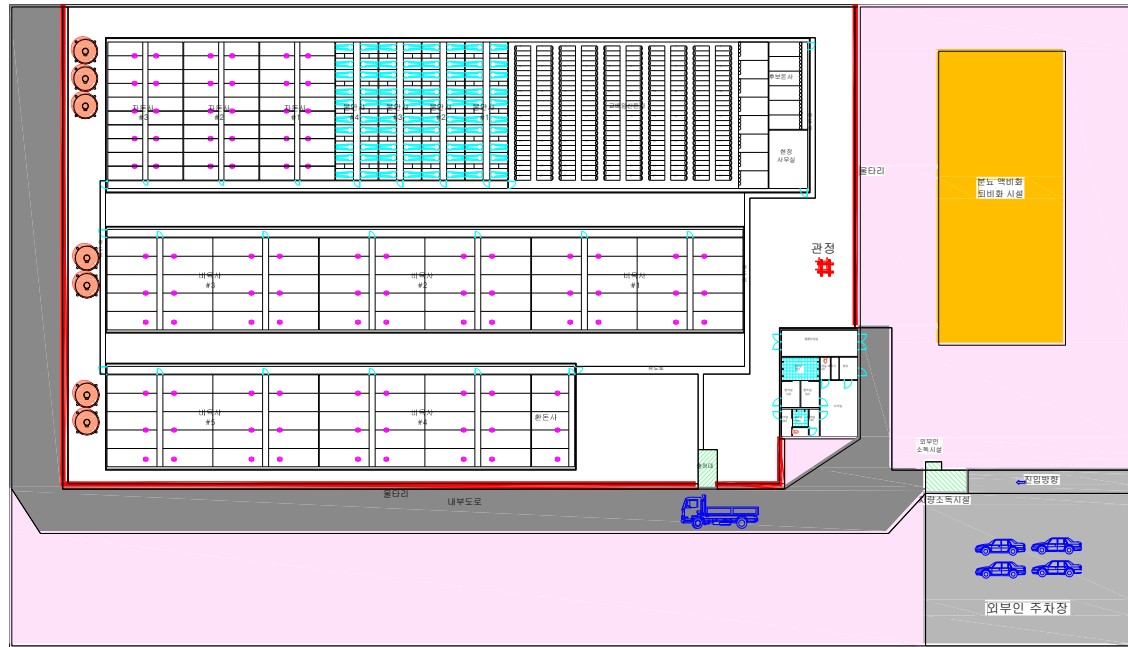 후보돈사
자돈사
#3
자돈사
#2
자돈사
#1
분만사
#4
분만사
#3
분만사
#2
분만사
#1
현장
사무실
울타리
분뇨 액비화
퇴비화 시설
관정
비육사
#3
비육사
#2
비육사
#1
비육사
#5
비육사
#4
환돈사
외부인
소독시설
진입방향
차량소독시설
울타리
내부도로
외부인 주차장